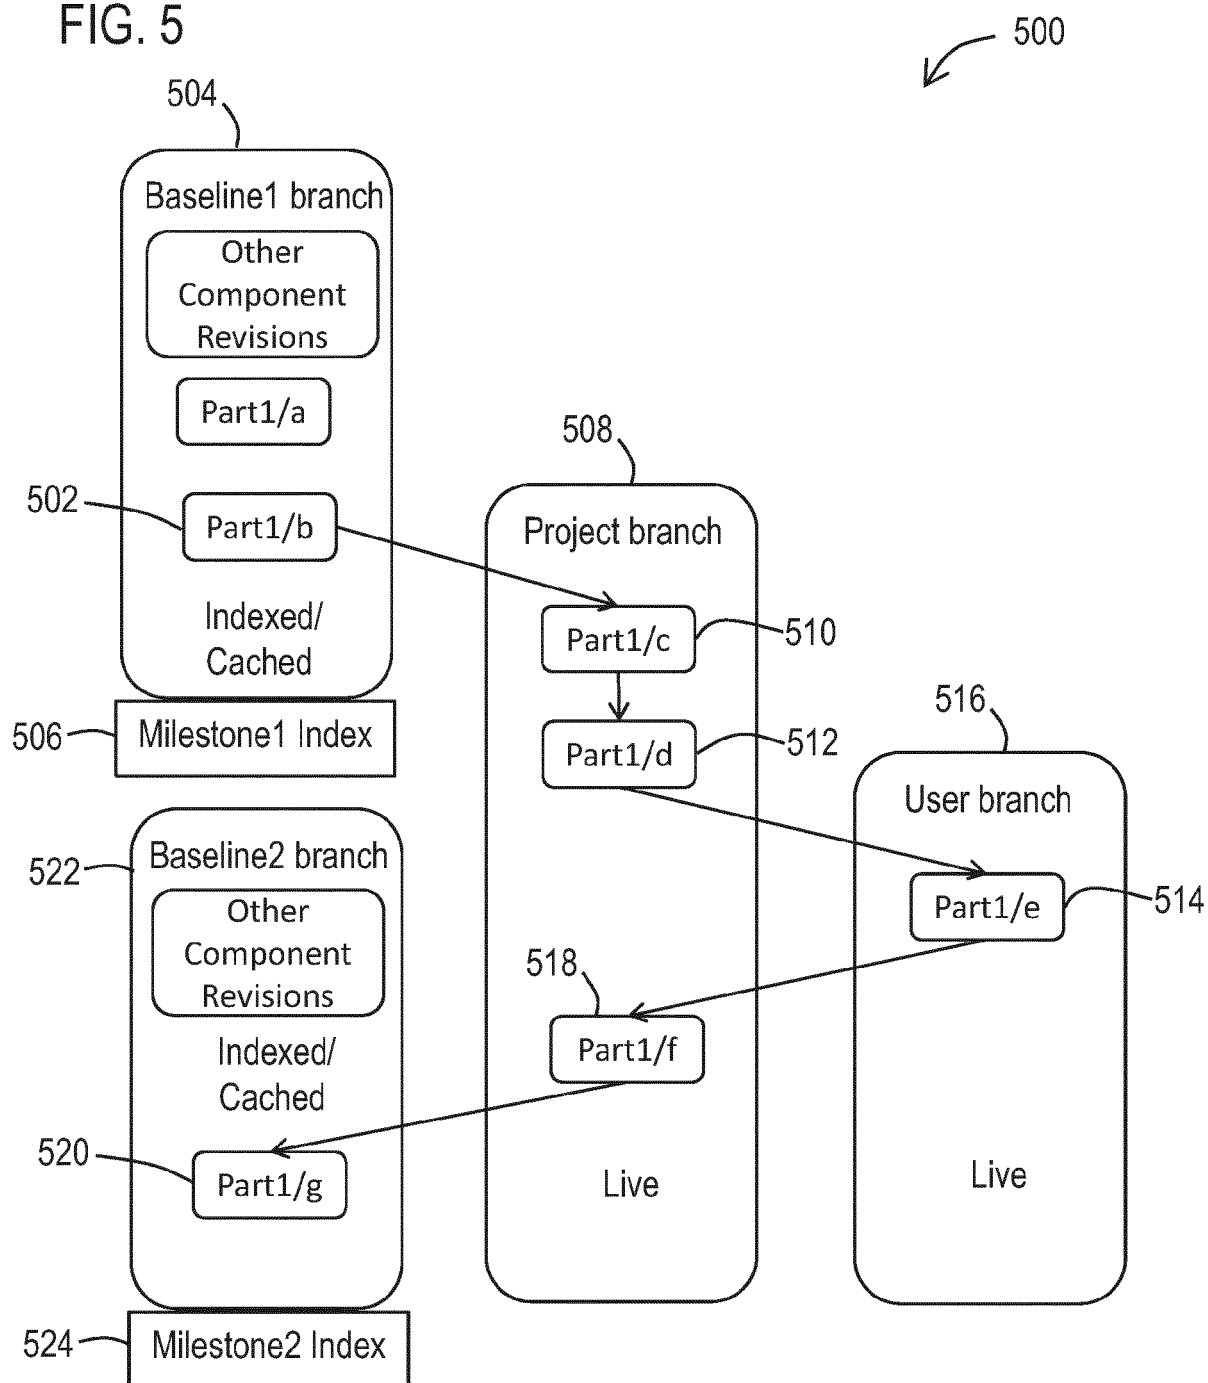 FIG. 5
500
504
Baseline1 branch
Other
Component
Revisions
Part1/a
502
Part1/b
Indexed/
Cached
506
Milestone1 Index
508
Project branch
Part1/c
510
Part1/d
512
516
User branch
Part1/e
514
522
Baseline2 branch
Other
Component
Revisions
Indexed/
Cached
518
Part1/f
520
Part1/g
Live
Live
524
Milestone2 Index